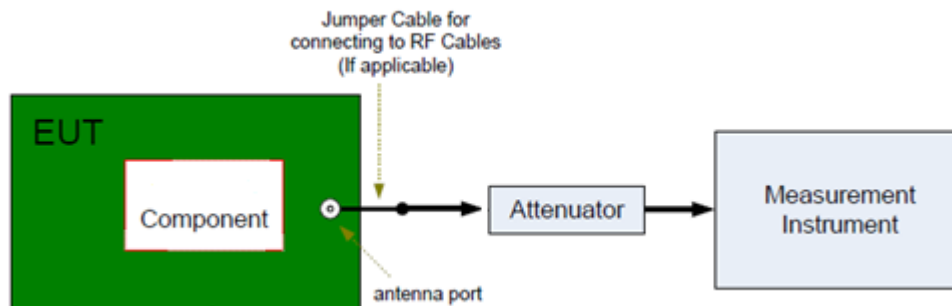 Jumper Cable for
connecting to RF Cables
(If applicable)
EUT
Component
Attenuator
Measurement
Instrument
antenna port